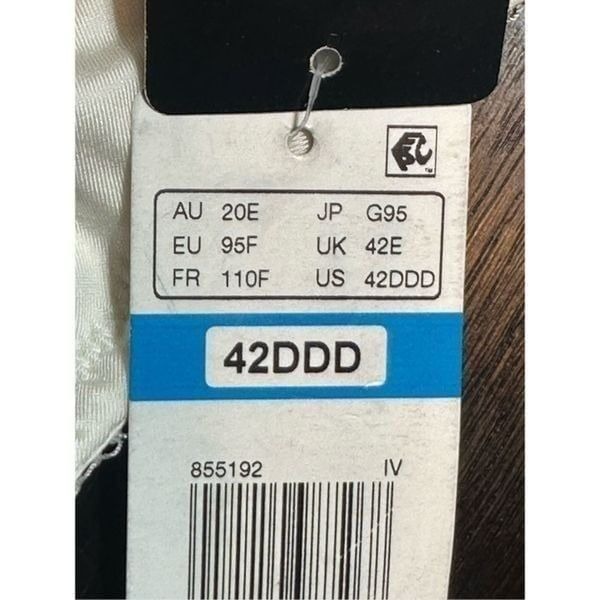 AU 20E JP G95
EU 95F UK 42E
FR 110F US 42DDD
42DDD
855192 IV